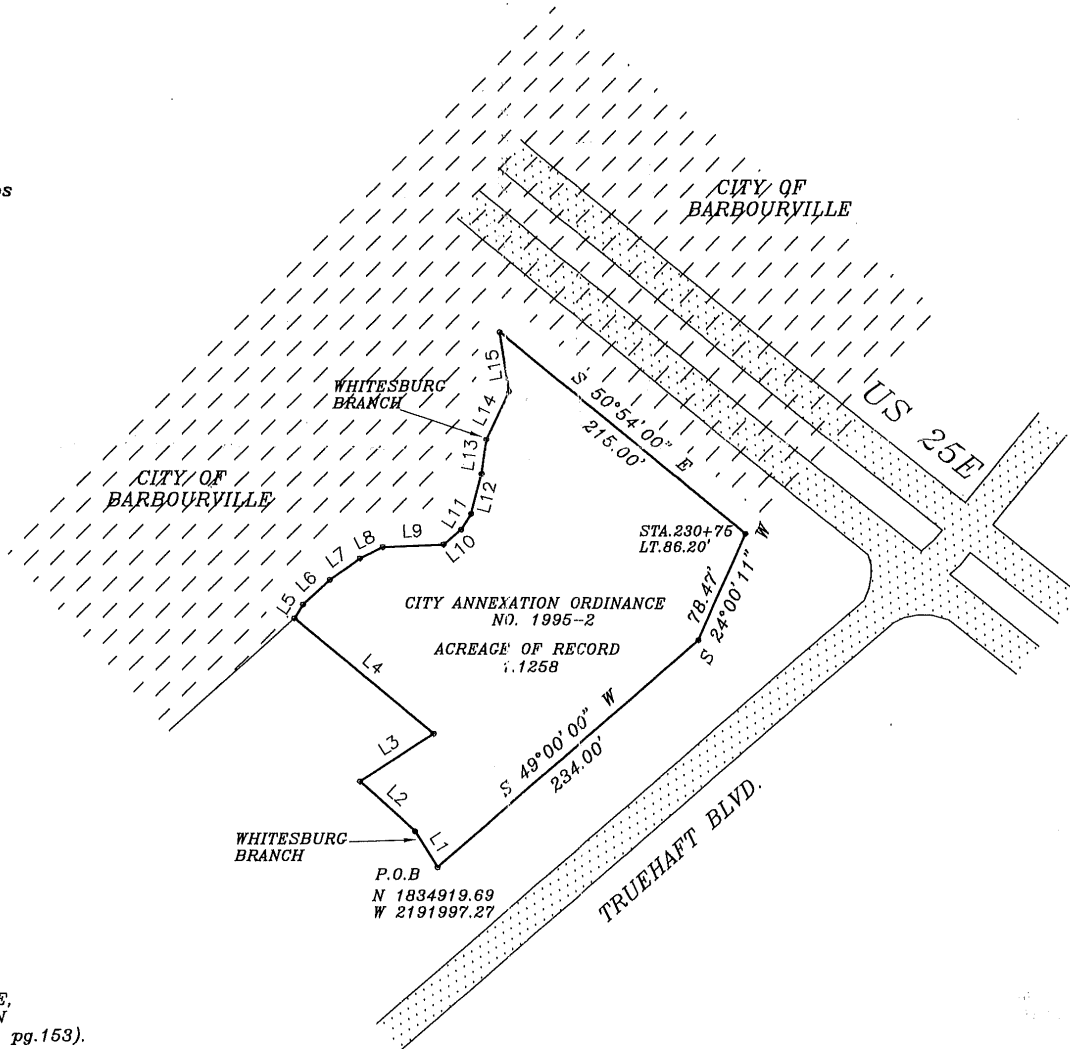 CITY OF
BARBOURVILLE
US 25E
WHITESBURG
BRANCH
L15
L14
L13
L12
L11
L10
L9
L8
L7
L6
L5
S 50°54'00" E
215.00'
CITY OF
BARBOURVILLE
STA.230+75
LT.86.20'
78.47'
S 24°00'11" W
CITY ANNEXATION ORDINANCE
NO. 1995-2
ACREAGE OF RECORD
.1258
L4
L3
L2
L1
S 49°00'00" W
234.00'
WHITESBURG
BRANCH
P.O.B
N 1834919.69
W 2191997.27
TRUEHAFT BLVD.
pg.153).